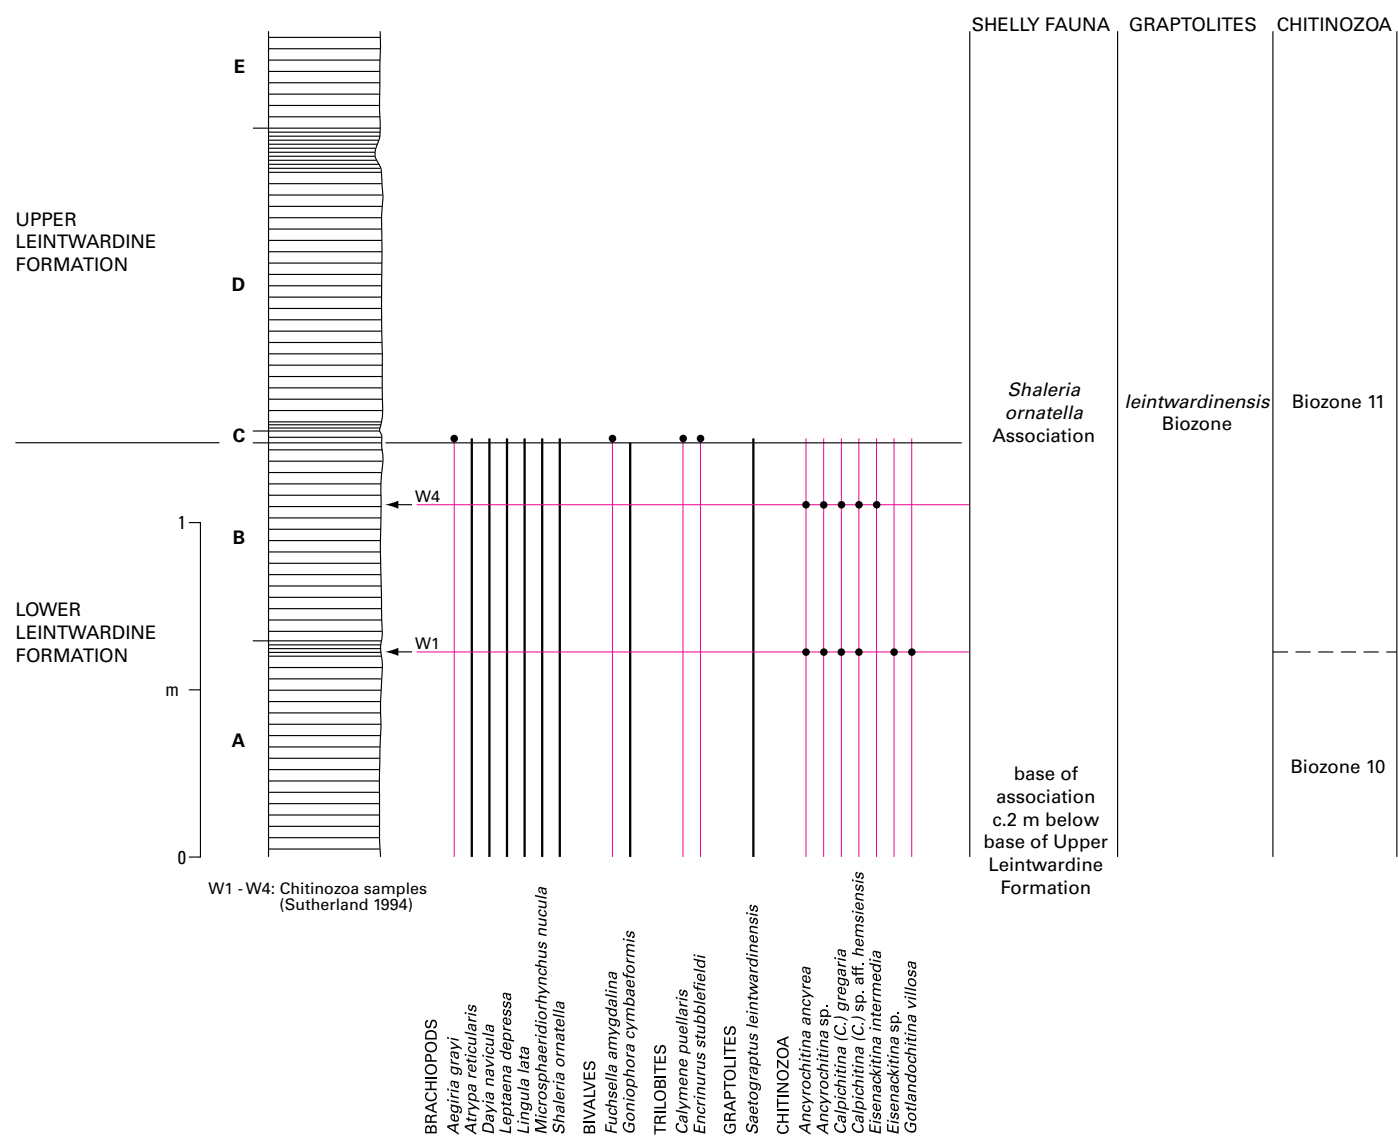 SHELLY FAUNA GRAPTOLITES CHITINOZOA
E
UPPER
LEINTWARDINE
FORMATION
D
Shaleria
ornatella
Association
leintwardinensis
Biozone
Biozone 11
C
W4
1
B
LOWER
LEINTWARDINE
FORMATION
W1
m
A
Biozone 10
base of
association
c.2 m below
base of Upper
Leintwardine
Formation
0
W1 - W4: Chitinozoa samples
(Sutherland 1994)
BRACHIOPODS
Aegiria grayi
Atrypa reticularis
Dayia navicula
Leptaena depressa
Lingula lata
Microsphaeridiorhynchus nucula
Shaleria ornatella
BIVALVES
Fuchsella amygdalina
Goniophora cymbaeformis
TRILOBITES
Calymene puellaris
Encrinurus stubblefieldi
GRAPTOLITES
Saetograptus leintwardinensis
CHITINOZOA
Ancyrochitina ancyrea
Ancyrochitina sp.
Calpichitina (C.) gregaria
Calpichitina (C.) sp. aff. hemsiensis
Eisenackitina intermedia
Eisenackitina sp.
Gotlandochitina villosa